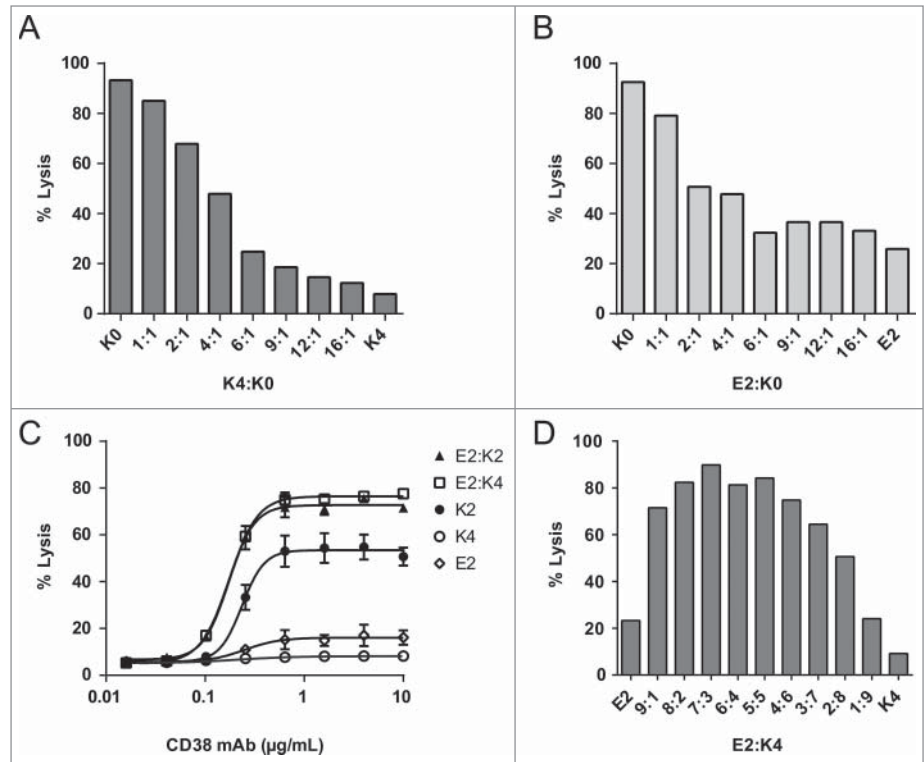 A
% Lysis
100
80
60
40
20
0
K0 1:1 2:1 4:1 6:1 9:1 12:1 16:1 K4
K4:K0
B
% Lysis
100
80
60
40
20
0
K0 1:1 2:1 4:1 6:1 9:1 12:1 16:1 E2
E2:K0
C
% Lysis
100
80
60
40
20
0
0.01 0.1 1 10
CD38 mAb (µg/mL)
E2:K2
E2:K4
K2
K4
E2
D
% Lysis
100
80
60
40
20
0
E2 9:1 8:2 7:3 6:4 5:5 4:6 3:7 2:8 1:9 K4
E2:K4